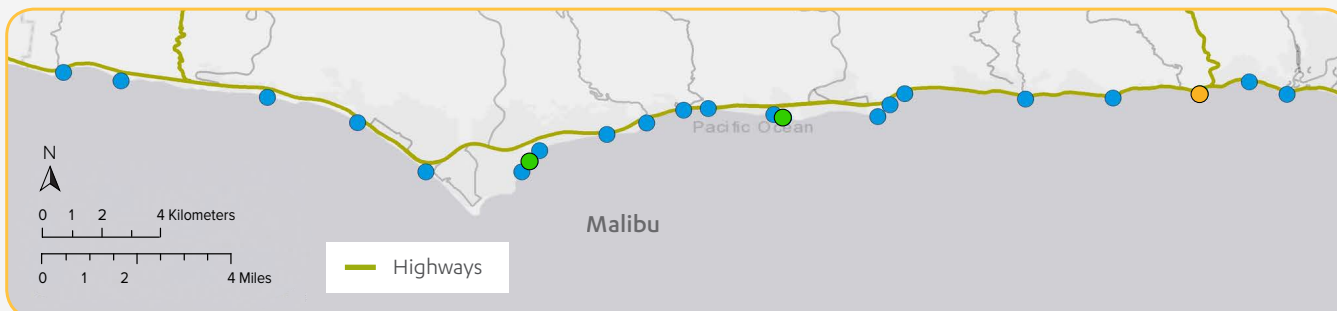 Pacific Ocean
N
0 1 2 4 Kilometers
0 1 2 4 Miles
Malibu
Highways